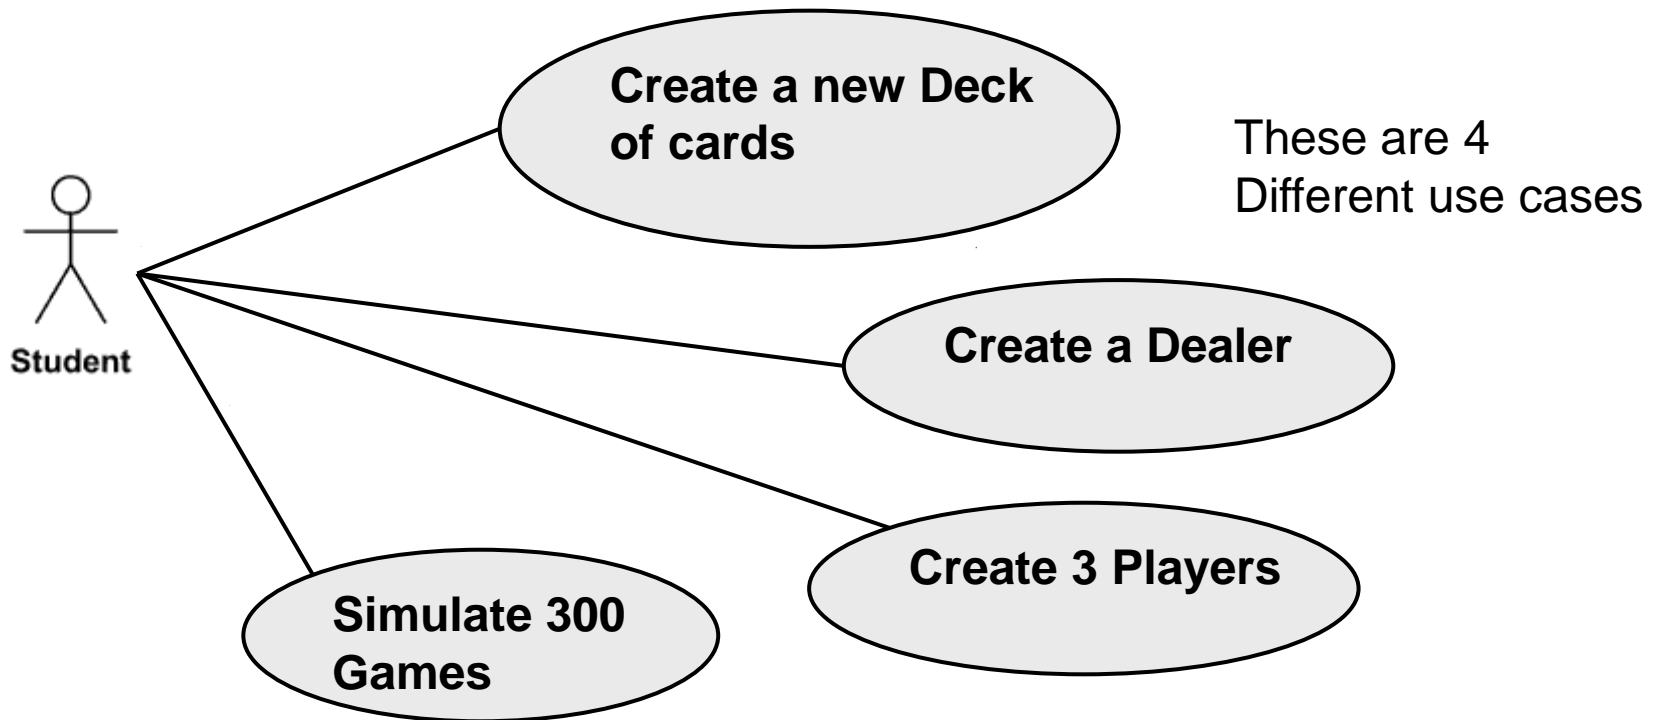 Create a new Deck
of cards
These are 4
Different use cases
Student
Create a Dealer
Create 3 Players
Simulate 300
Games